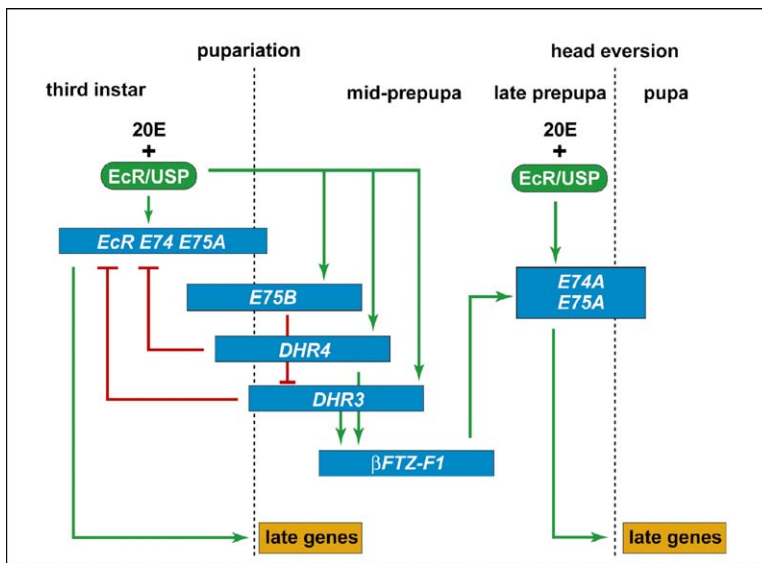 pupariation
head eversion
third instar
mid-prepupa
late prepupa
pupa
20E
+
EcR/USP
20E
+
EcR/USP
EcR E74 E75A
E74A
E75A
E75B
DHR4
DHR3
βFTZ-F1
late genes
late genes